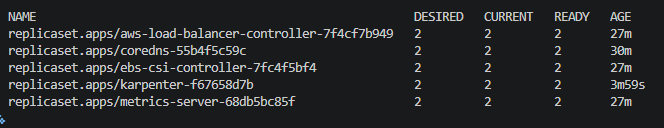 NAME DESIRED CURRENT READY AGE
replicaset.apps/aws-load-balancer-controller-7f4cf7b949 2 2 2 27m
replicaset.apps/coredns-55b4f5c59c 2 2 2 30m
replicaset.apps/ebs-csi-controller-7fc4f5bf4 2 2 2 27m
replicaset.apps/karpenter-f67658d7b 2 2 2 3m59s
replicaset.apps/metrics-server-68db5bc85f 2 2 2 27m